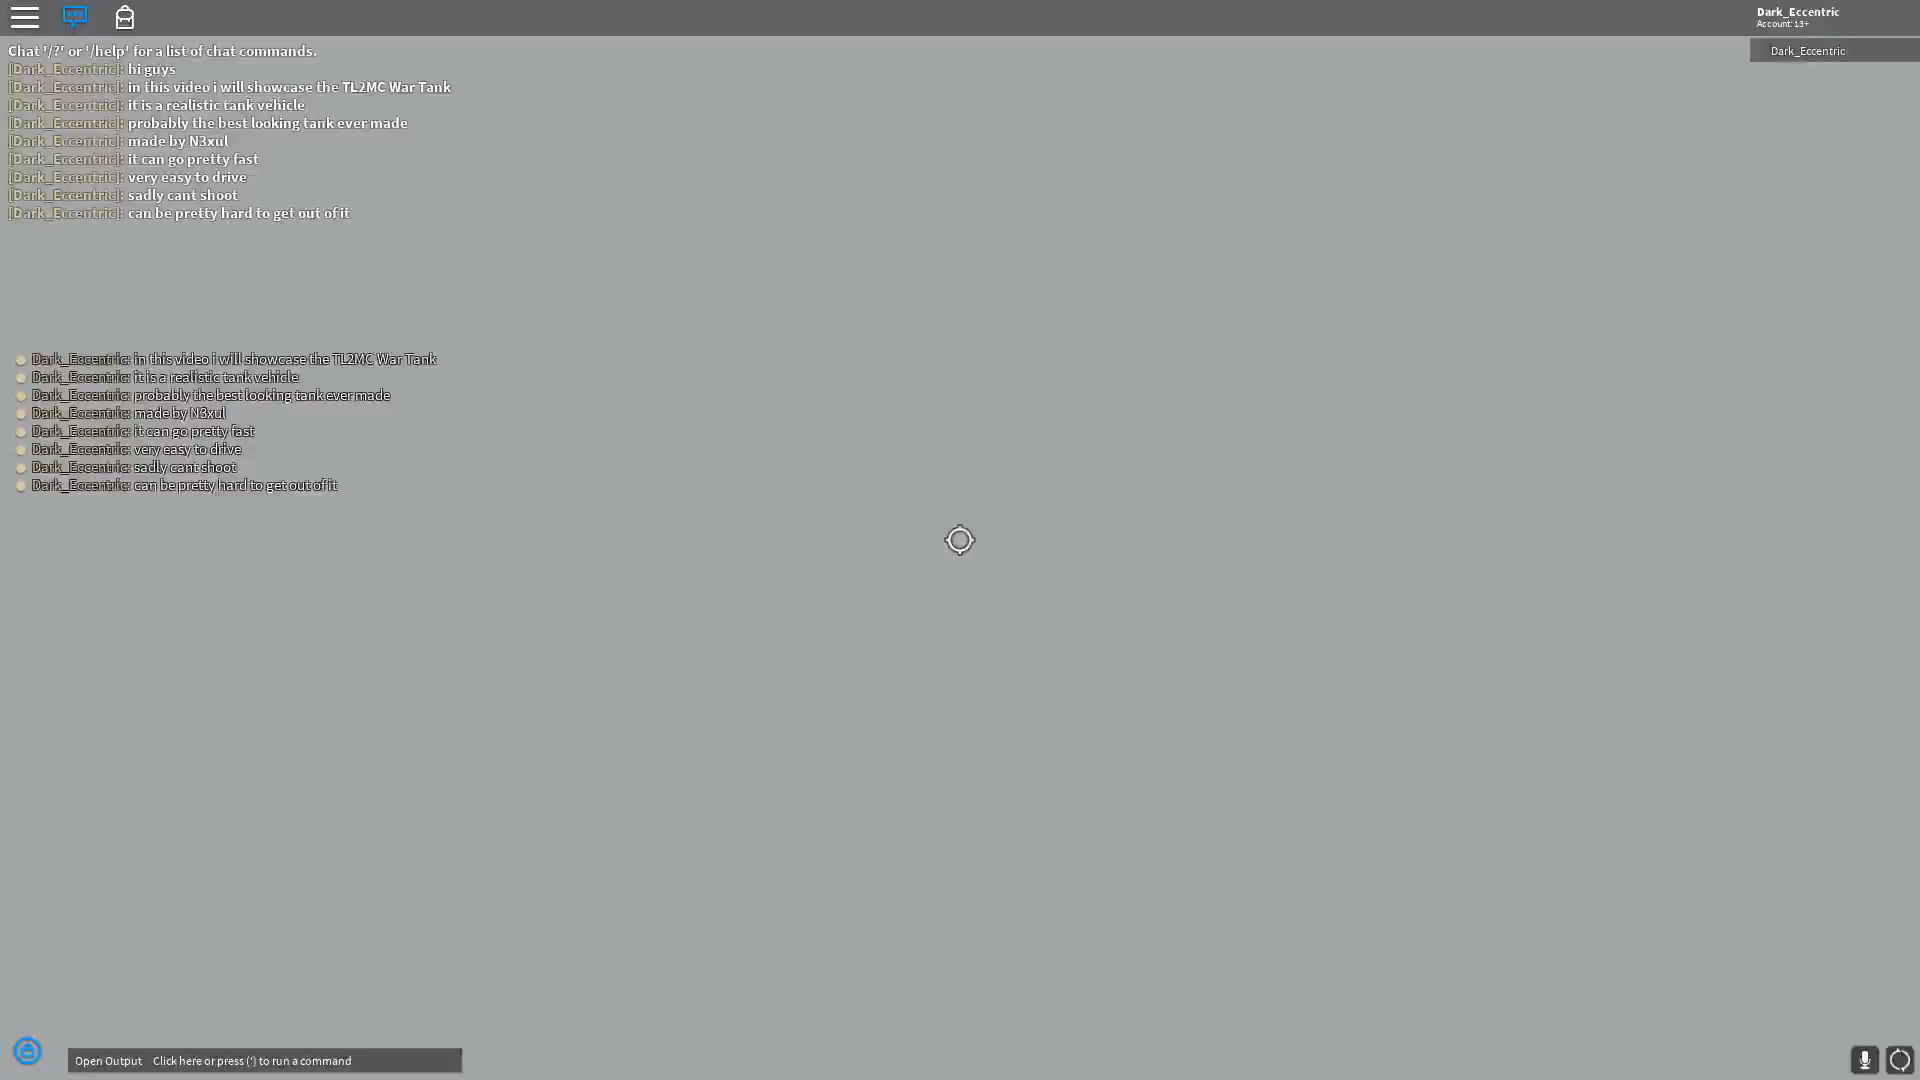 Dark_Eccentric
Account: 13+
Dark_Eccentric
Chat '/?' or '/help' for a list of chat commands.
[Dark_Eccentric]: hi guys
[Dark_Eccentric]: in this video i will showcase the TL2MC War Tank
[Dark_Eccentric]: it is a realistic tank vehicle
[Dark_Eccentric]: probably the best looking tank ever made
[Dark_Eccentric]: made by N3xul
[Dark_Eccentric]: it can go pretty fast
[Dark_Eccentric]: very easy to drive
[Dark_Eccentric]: sadly cant shoot
[Dark_Eccentric]: can be pretty hard to get out of it
Dark_Eccentric: in this video i will showcase the TL2MC War Tank
Dark_Eccentric: it is a realistic tank vehicle
Dark_Eccentric: probably the best looking tank ever made
Dark_Eccentric: made by N3xul
Dark_Eccentric: it can go pretty fast
Dark_Eccentric: very easy to drive
Dark_Eccentric: sadly cant shoot
Dark_Eccentric: can be pretty hard to get out of it
Open Output Click here or press (') to run a command